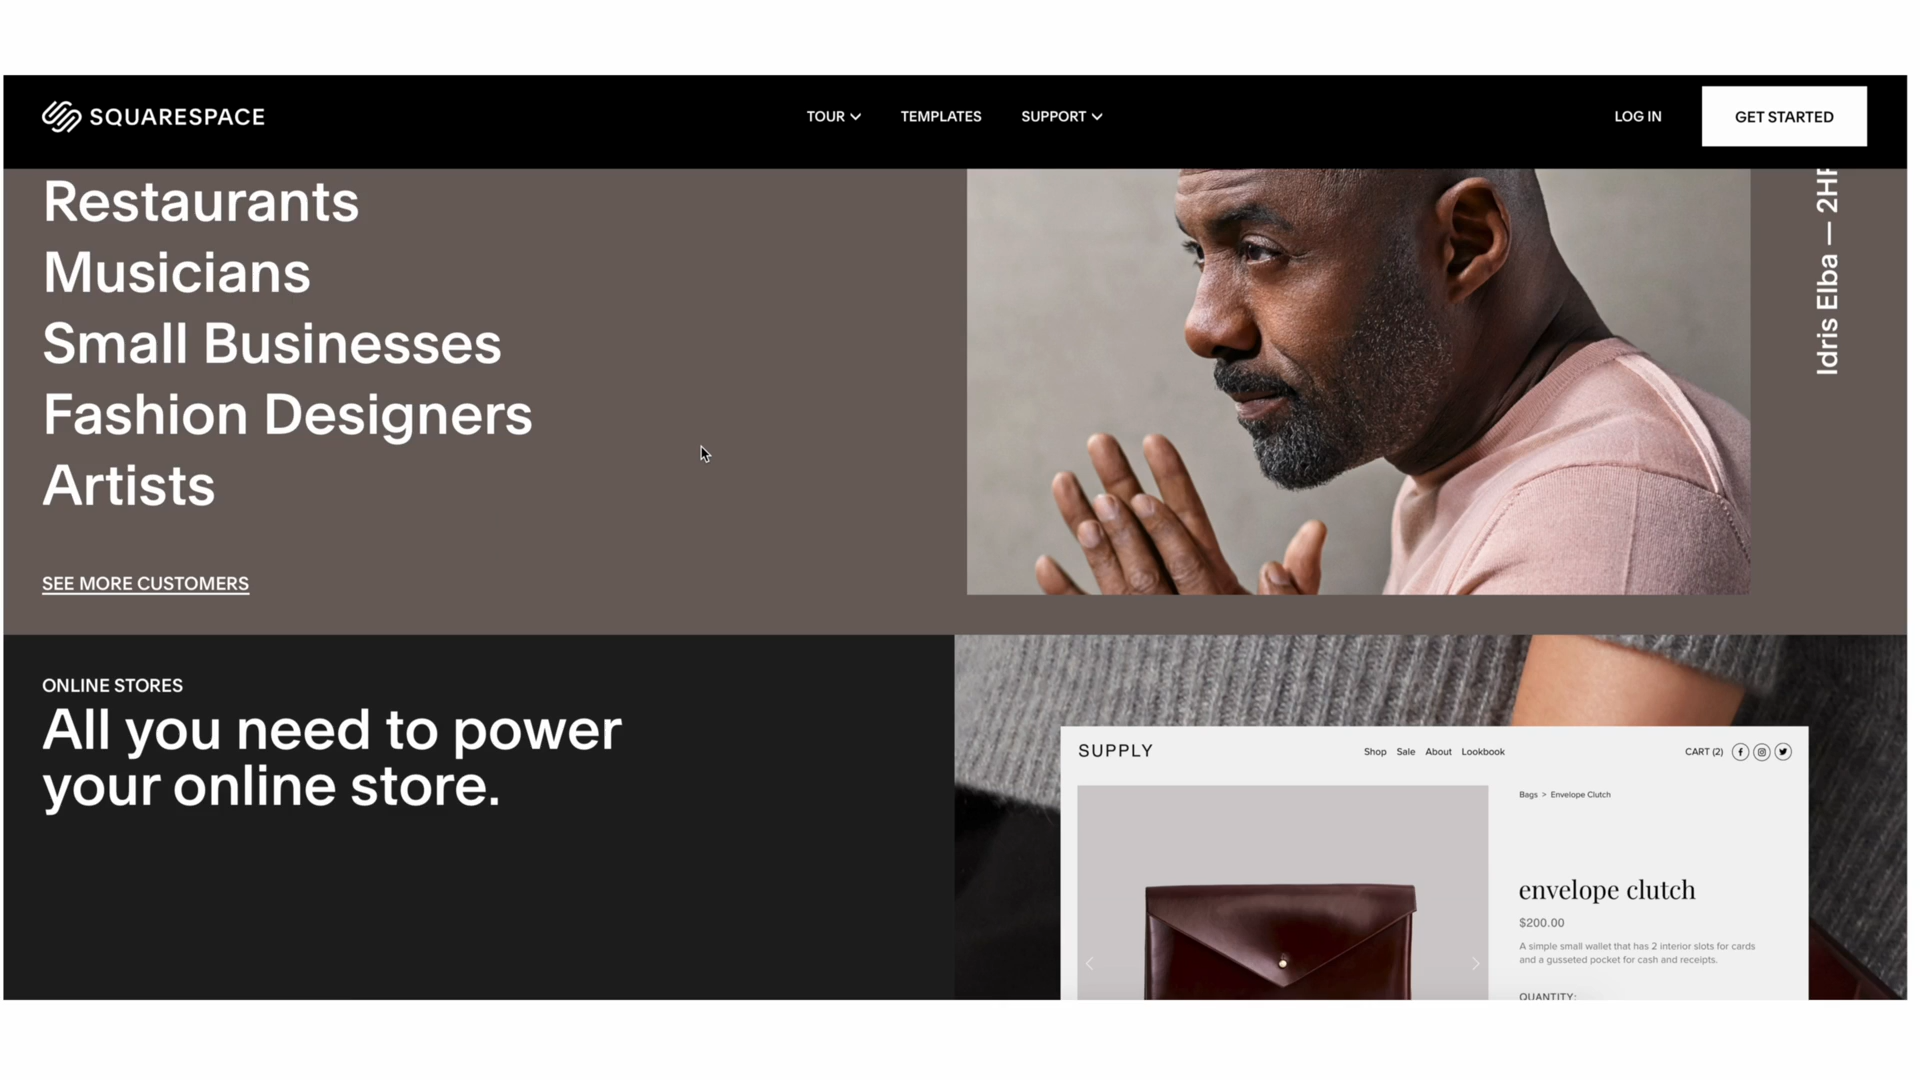 SQUARESPACE
TOUR
TEMPLATES
SUPPORT
LOG IN
GET STARTED
Restaurants
Musicians
Small Businesses
Fashion Designers
Artists
SEE MORE CUSTOMERS
Idris Elba — 2HR
ONLINE STORES
All you need to power
your online store.
SUPPLY
Shop Sale About Lookbook
CART (2)
Bags > Envelope Clutch
envelope clutch
$200.00
A simple small wallet that has 2 interior slots for cards
and a gusseted pocket for cash and receipts.
QUANTITY: